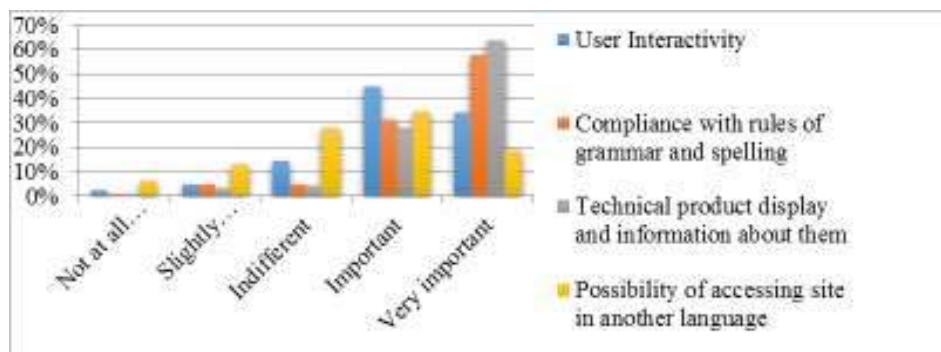 70%
60%
50%
40%
30%
20%
10%
0%
Not at all...
Slightly...
Indifferent
Important
Very important
User Interactivity
Compliance with rules of
grammar and spelling
Technical product display
and information about them
Possibility of accessing site
in another language